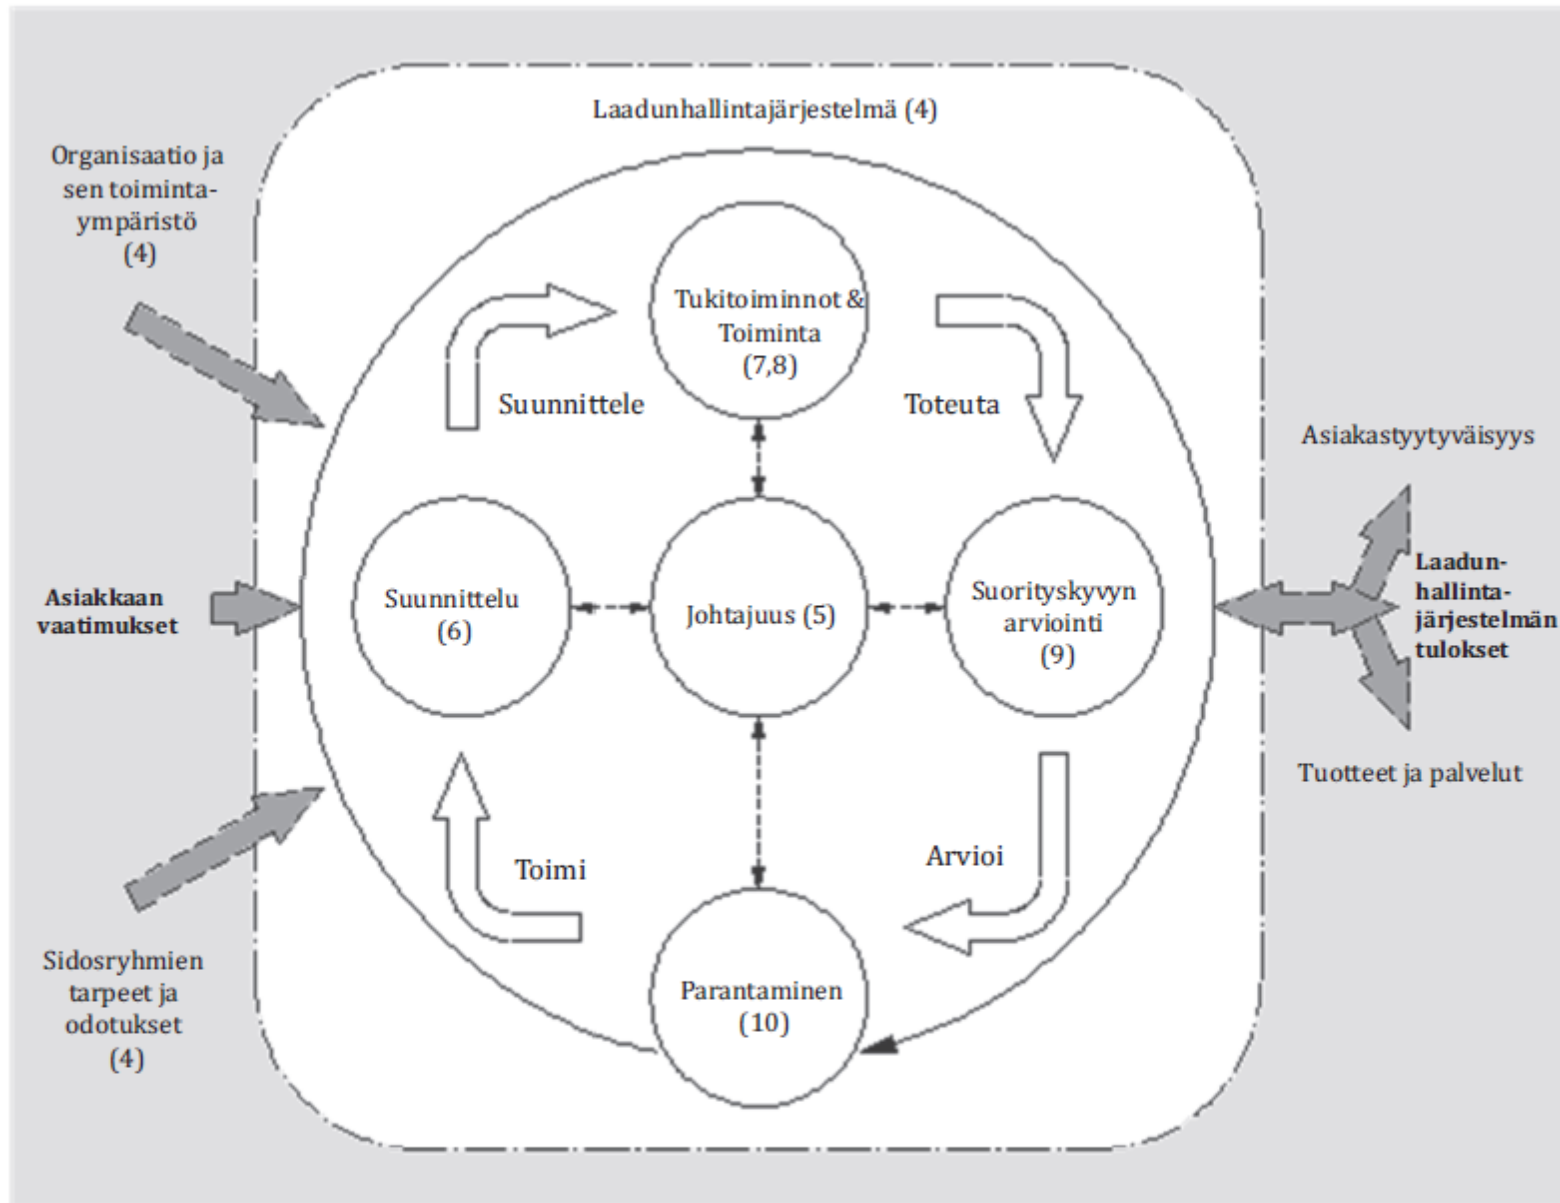 Laadunhallintajärjestelmä (4)
Organisaatio ja
sen toiminta-
ympäristö
(4)
Tukitoiminnot &
Toiminta
(7,8)
Suunnittele
Toteuta
Asiakastyytyväisyys
Asiakkaan
vaatimukset
Suunnittelu
(6)
Johtajuus (5)
Suorityskyvyn
arviointi
(9)
Laadun-
hallinta-
järjestelmän
tulokset
Tuotteet ja palvelut
Toimi
Arvioi
Sidosryhmien
tarpeet ja
odotukset
(4)
Parantaminen
(10)